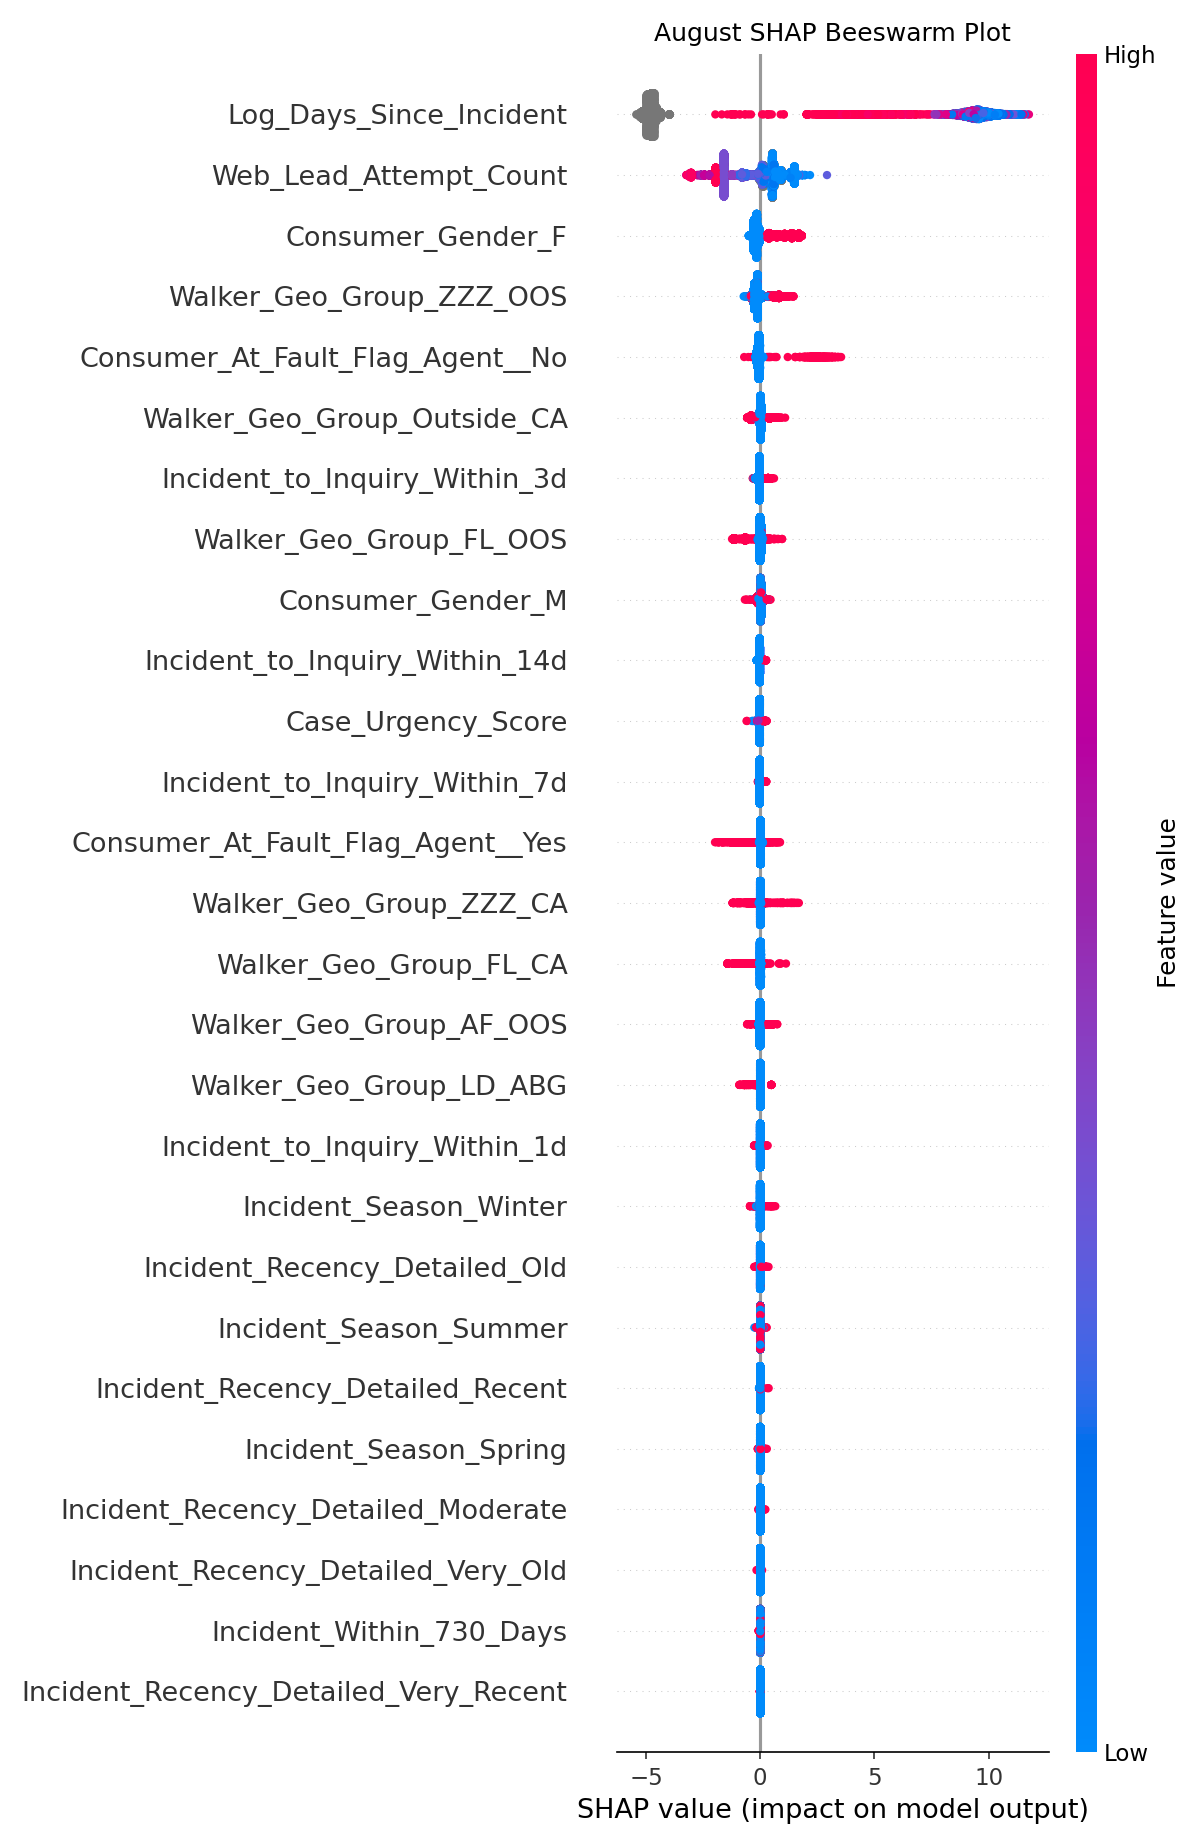 August SHAP Beeswarm Plot
High
Log_Days_Since_Incident
Web_Lead_Attempt_Count
Consumer_Gender_F
Walker_Geo_Group_ZZZ_OOS
Consumer_At_Fault_Flag_Agent__No
Walker_Geo_Group_Outside_CA
Incident_to_Inquiry_Within_3d
Walker_Geo_Group_FL_OOS
Consumer_Gender_M
Incident_to_Inquiry_Within_14d
Case_Urgency_Score
Incident_to_Inquiry_Within_7d
Consumer_At_Fault_Flag_Agent__Yes
Walker_Geo_Group_ZZZ_CA
Walker_Geo_Group_FL_CA
Walker_Geo_Group_AF_OOS
Walker_Geo_Group_LD_ABG
Incident_to_Inquiry_Within_1d
Incident_Season_Winter
Incident_Recency_Detailed_Old
Incident_Season_Summer
Incident_Recency_Detailed_Recent
Incident_Season_Spring
Incident_Recency_Detailed_Moderate
Incident_Recency_Detailed_Very_Old
Incident_Within_730_Days
Incident_Recency_Detailed_Very_Recent
Feature value
Low
−5 0 5 10
SHAP value (impact on model output)